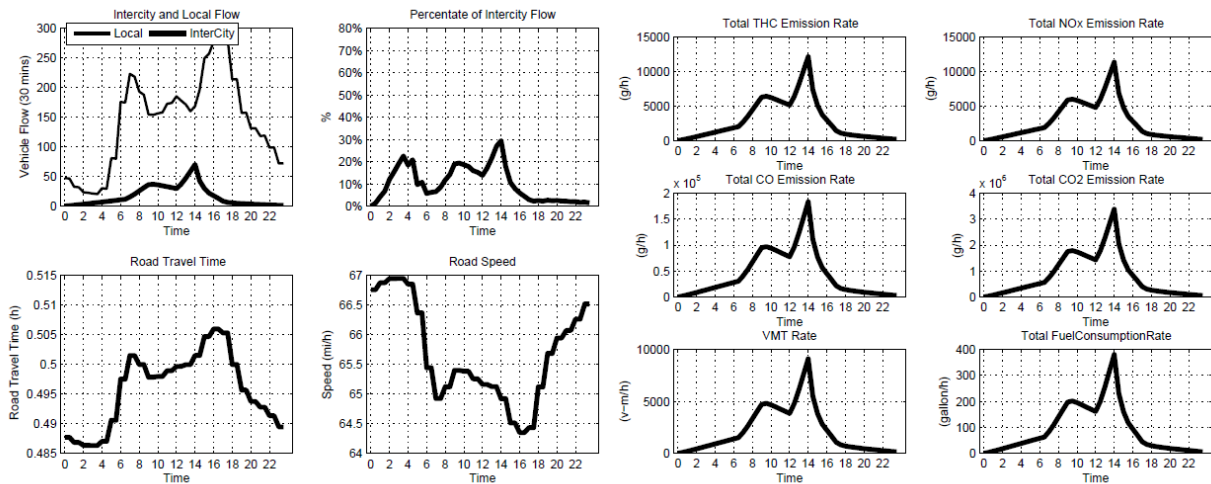 Intercity and Local Flow
Local InterCity
Vehicle Flow (30 mins)
300
250
200
150
100
50
0
0 2 4 6 8 10 12 14 16 18 20 22
Time
Percentage of Intercity Flow
%
80%
70%
60%
50%
40%
30%
20%
10%
0%
0 2 4 6 8 10 12 14 16 18 20 22
Time
Road Travel Time
Road Travel Time (h)
0.515
0.51
0.505
0.5
0.495
0.49
0.485
0 2 4 6 8 10 12 14 16 18 20 22
Time
Road Speed
Speed (mi/h)
67
66.5
66
65.5
65
64.5
64
0 2 4 6 8 10 12 14 16 18 20 22
Time
Total THC Emission Rate
(g/h)
15000
10000
5000
0
0 2 4 6 8 10 12 14 16 18 20 22
Time
Total NOx Emission Rate
(g/h)
15000
10000
5000
0
0 2 4 6 8 10 12 14 16 18 20 22
Time
Total CO Emission Rate
x 10^5
(g/h)
2
1.5
1
0.5
0
0 2 4 6 8 10 12 14 16 18 20 22
Time
Total CO2 Emission Rate
x 10^6
(g/h)
4
3
2
1
0
0 2 4 6 8 10 12 14 16 18 20 22
Time
VMT Rate
(v−m/h)
10000
5000
0
0 2 4 6 8 10 12 14 16 18 20 22
Time
Total FuelConsumptionRate
(gallon/h)
400
300
200
100
0
0 2 4 6 8 10 12 14 16 18 20 22
Time